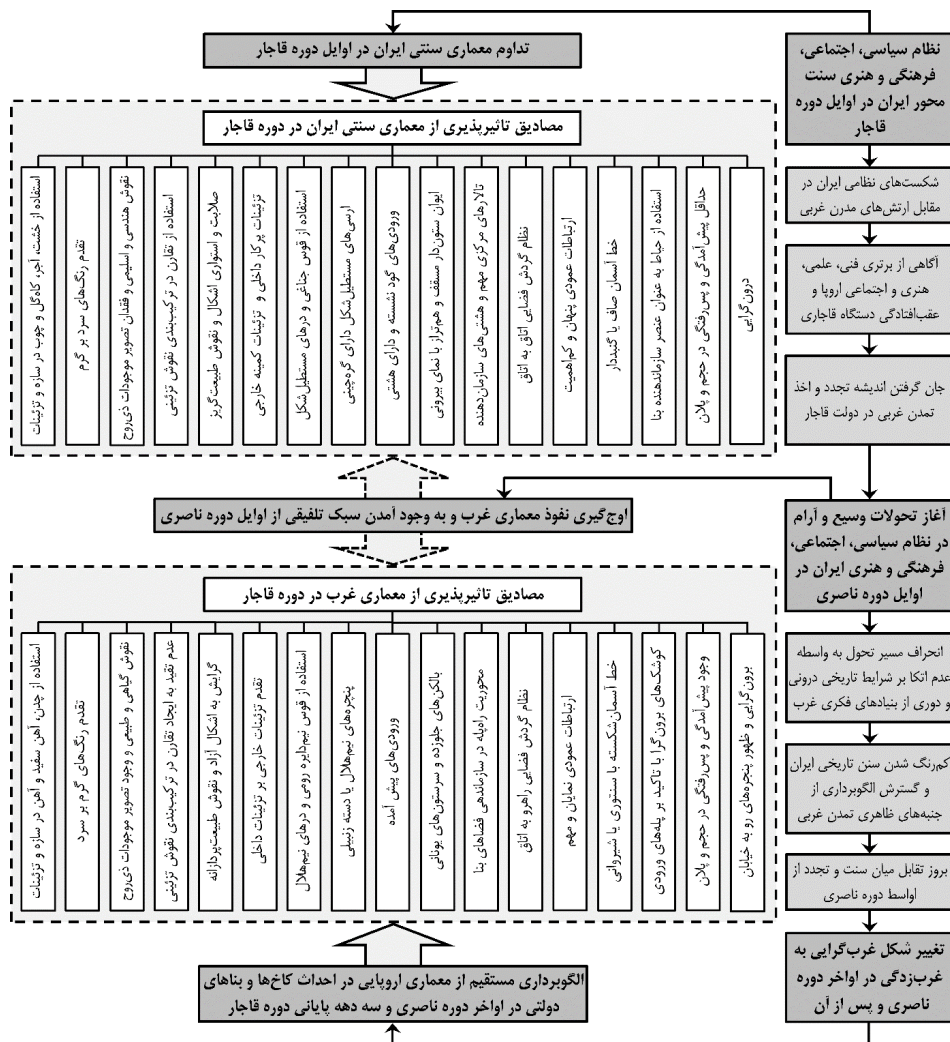 نظام سیاسی، اجتماعی،
فرهنگی و هنری سنت
محور ایران در اوایل دوره
قاجار
شکست‌های نظامی ایران در
مقابل ارتش‌های مدرن غربی
آگاهی از برتری فنی، علمی،
هنری و اجتماعی اروپا و
عقب‌افتادگی دستگاه قاجاری
جان گرفتن اندیشه تجدد و اخذ
تمدن غربی در دولت قاجار
آغاز تحولات وسیع و آرام
در نظام سیاسی، اجتماعی،
فرهنگی و هنری ایران در
اوایل دوره ناصری
انحراف مسیر تحول به واسطه
عدم اتکا بر شرایط تاریخی درونی
و دوری از بنیادهای فکری غرب
کم‌رنگ شدن سنن تاریخی ایران
و گسترش الگوبرداری از
جنبه‌های ظاهری تمدن غربی
بروز تقابل میان سنت و تجدد از
اواسط دوره ناصری
تغییر شکل غرب‌گرایی به
غرب‌زدگی در اواخر دوره
ناصری و پس از آن
تداوم معماری سنتی ایران در اوایل دوره قاجار
مصادیق تاثیرپذیری از معماری سنتی ایران در دوره قاجار
درون‌گرایی
حداقل پیش‌آمدگی و پس‌رفتگی در حجم و پلان
استفاده از حیاط به عنوان عنصر سازمان‌دهنده بنا
خط آسمان صاف یا گنبددار
ارتباطات عمودی پنهان و کم‌اهمیت
نظام گردش فضایی اتاق به اتاق
تالارهای مرکزی مهم و هشتی‌های سازمان‌دهنده
ایوان ستون‌دار مسقف و هم‌تراز با نمای بیرونی
ورودی‌های گود نشسته و دارای هشتی
ارسی‌های مستطیل‌شکل دارای گره‌چینی
استفاده از قوس جناغی و درهای مستطیل‌شکل
تزئینات پرکار داخلی و تزئینات کمینه خارجی
صلابت و استواری اشکال و نقوش طبیعت‌گریز
استفاده از تقارن در ترکیب‌بندی نقوش تزئینی
نقوش هندسی و اسلیمی و فقدان تصویر موجودات ذی‌روح
تقدم رنگ‌های سرد بر گرم
استفاده از خشت، آجر، کاه‌گل و چوب در سازه و تزئینات
اوج‌گیری نفوذ معماری غرب و به وجود آمدن سبک تلفیقی از اوایل دوره ناصری
مصادیق تاثیرپذیری از معماری غرب در دوره قاجار
برون‌گرایی و ظهور پنجره‌های رو به خیابان
وجود پیش‌آمدگی و پس‌رفتگی در حجم و پلان
کوشک‌های برون‌گرا با تاکید بر پله‌های ورودی
خط آسمان شکسته با سنتوری یا شیروانی
ارتباطات عمودی نمایان و مهم
نظام گردش فضایی راهرو به اتاق
محوریت راه‌پله در سازماندهی فضاهای بنا
بالکن‌های جلوزده و سرستون‌های یونانی
ورودی‌های پیش آمده
پنجره‌های نیم‌هلال یا دسته زنبیلی
استفاده از قوس نیم‌دایره رومی و درهای نیم‌هلال
تقدم تزئینات خارجی بر تزئینات داخلی
گرایش به اشکال آزاد و نقوش طبیعت‌پردازانه
عدم تقید به ایجاد تقارن در ترکیب‌بندی نقوش تزئینی
نقوش گیاهی و طبیعی و وجود تصویر موجودات ذی‌روح
تقدم رنگ‌های گرم بر سرد
استفاده از چدن، آهن سفید و آهن در سازه و تزئینات
الگوبرداری مستقیم از معماری اروپایی در احداث کاخ‌ها و بناهای
دولتی در اواخر دوره ناصری و سه دهه پایانی دوره قاجار